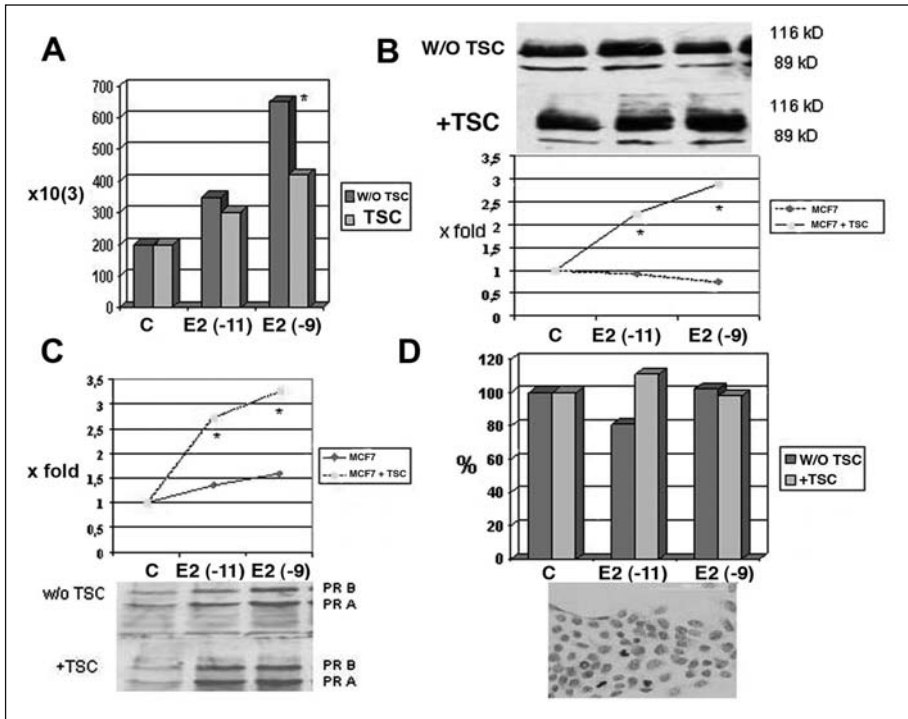 A
700
600
500
400
300
200
100
0
x10(3)
W/O TSC
TSC
*
C E2 (-11) E2 (-9)
B
W/O TSC
116 kD
89 kD
+TSC
116 kD
89 kD
3,5
3
2,5
2
1,5
1
0,5
0
x fold
*
*
MCF7
MCF7 + TSC
C E2 (-11) E2 (-9)
C
3,5
3
2,5
2
1,5
1
0,5
0
x fold
*
*
MCF7
MCF7 + TSC
C E2 (-11) E2 (-9)
w/o TSC
PR B
PR A
+TSC
PR B
PR A
D
120
100
80
60
40
20
0
%
W/O TSC
+TSC
C E2 (-11) E2 (-9)